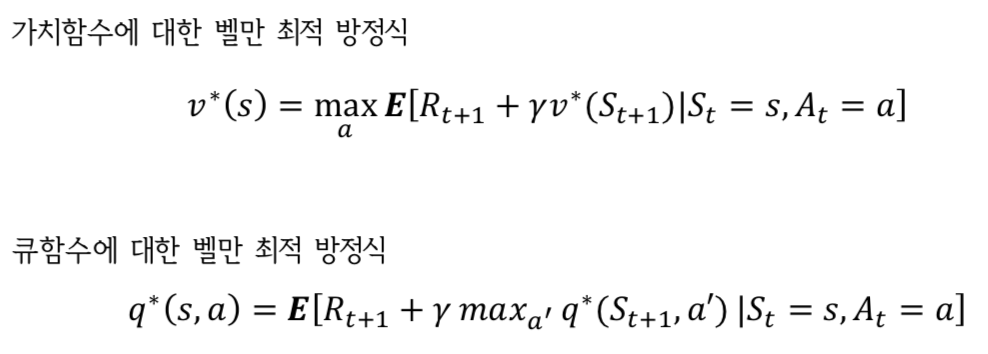 가치함수에 대한 벨만 최적 방정식
v*(s) = max_a E[R_{t+1} + γv*(S_{t+1})|S_t = s, A_t = a]
큐함수에 대한 벨만 최적 방정식
q*(s, a) = E[R_{t+1} + γ max_{a'} q*(S_{t+1}, a') |S_t = s, A_t = a]